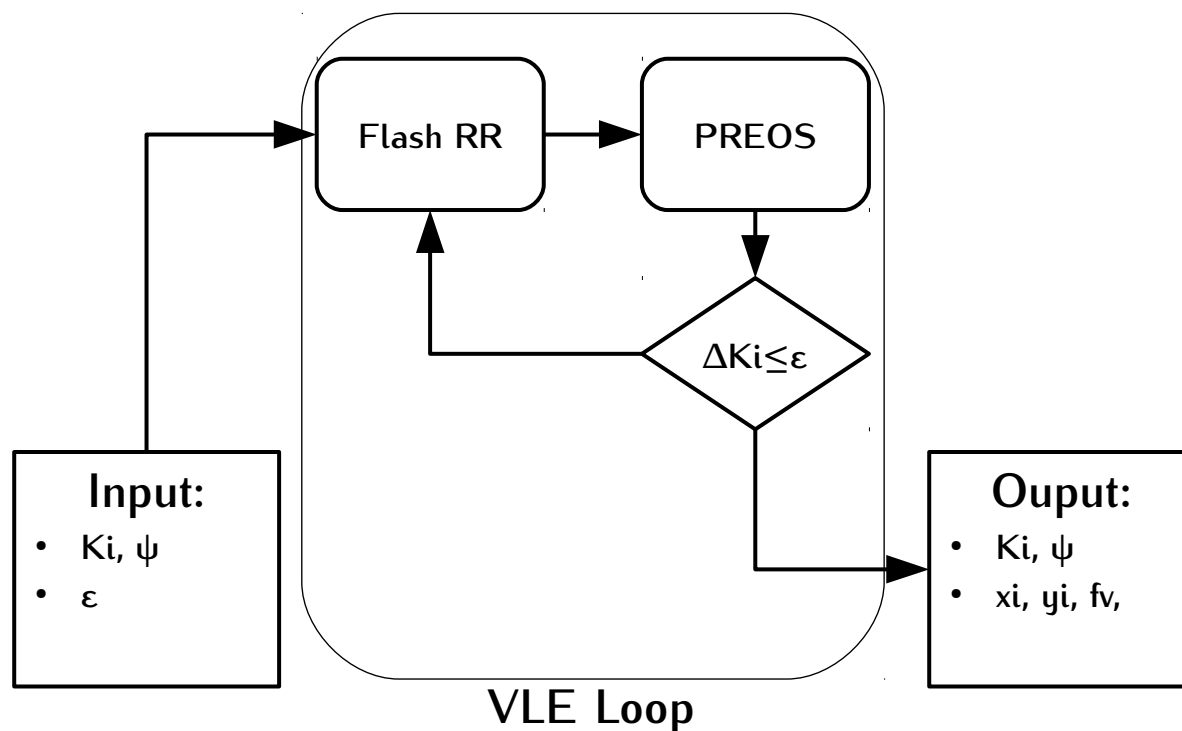 Flash RR
PREOS
ΔKi≤ε
Input:
• Ki, ψ
• ε
Ouput:
• Ki, ψ
• xi, yi, fv,
VLE Loop